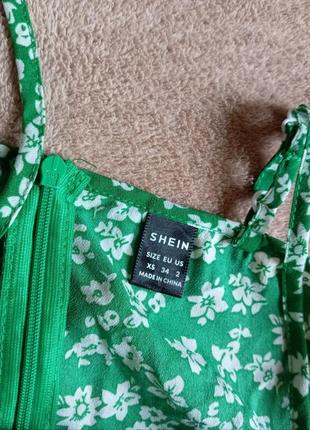 SHEIN
SIZE EU US
XS 34 2
MADE IN CHINA